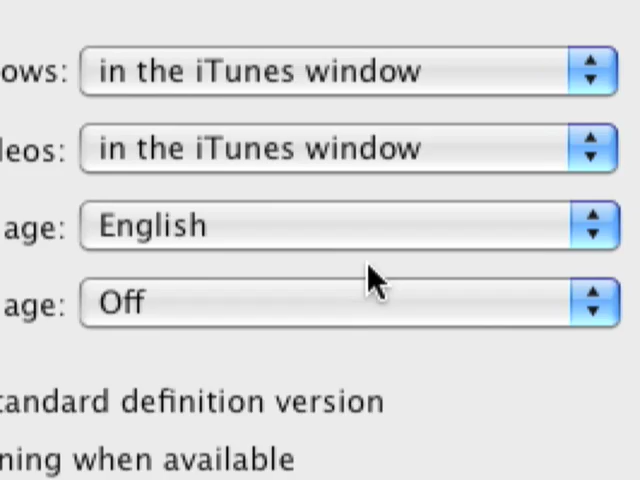 ows: in the iTunes window
leos: in the iTunes window
age: English
age: Off
tandard definition version
ning when available